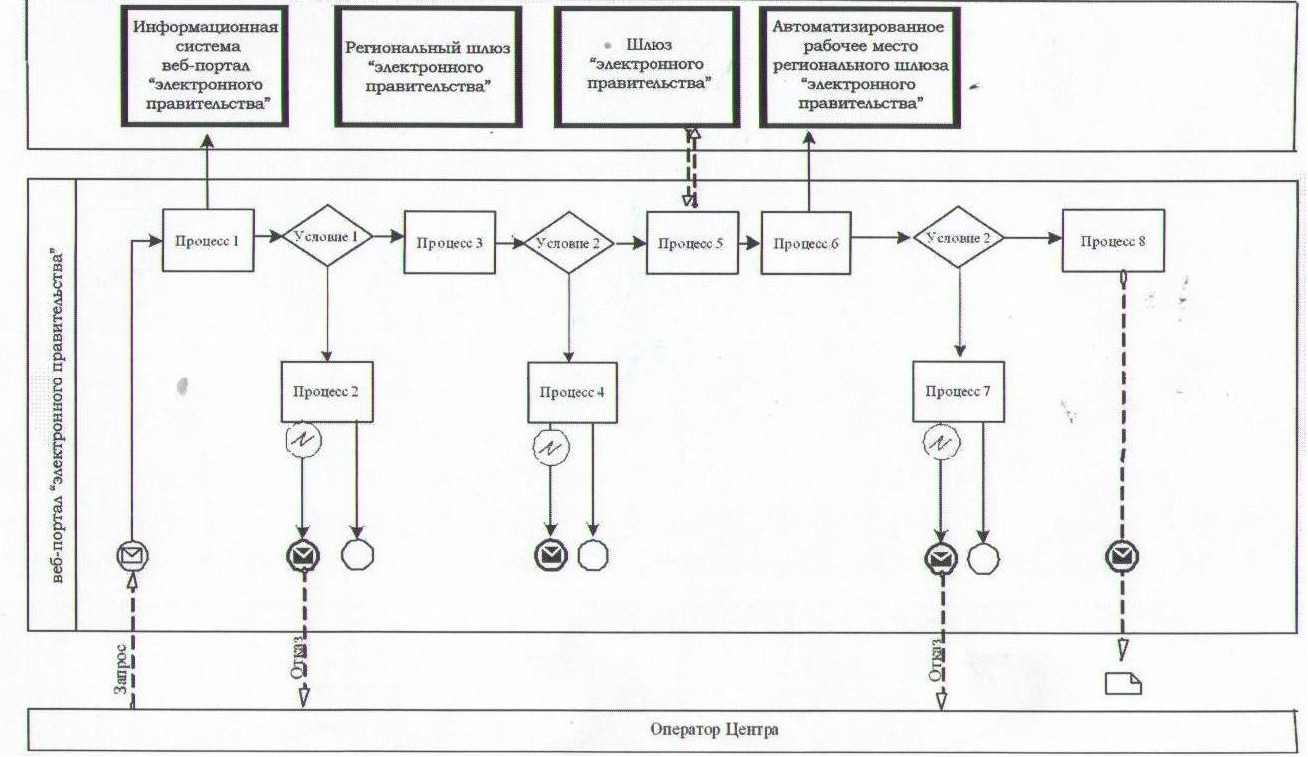 Информационная
система
веб-портал
“электронного
правительства”
Региональный шлюз
“электронного
правительства”
Шлюз
“электронного
правительства”
Автоматизированное
рабочее место
регионального шлюза
“электронного
правительства”
веб-портал “электронного правительства”
Процесс 1
Условие 1
Процесс 3
Условие 2
Процесс 5
Процесс 6
Условие 2
Процесс 8
Процесс 2
Процесс 4
Процесс 7
Запрос
Отказ
Отказ
Оператор Центра